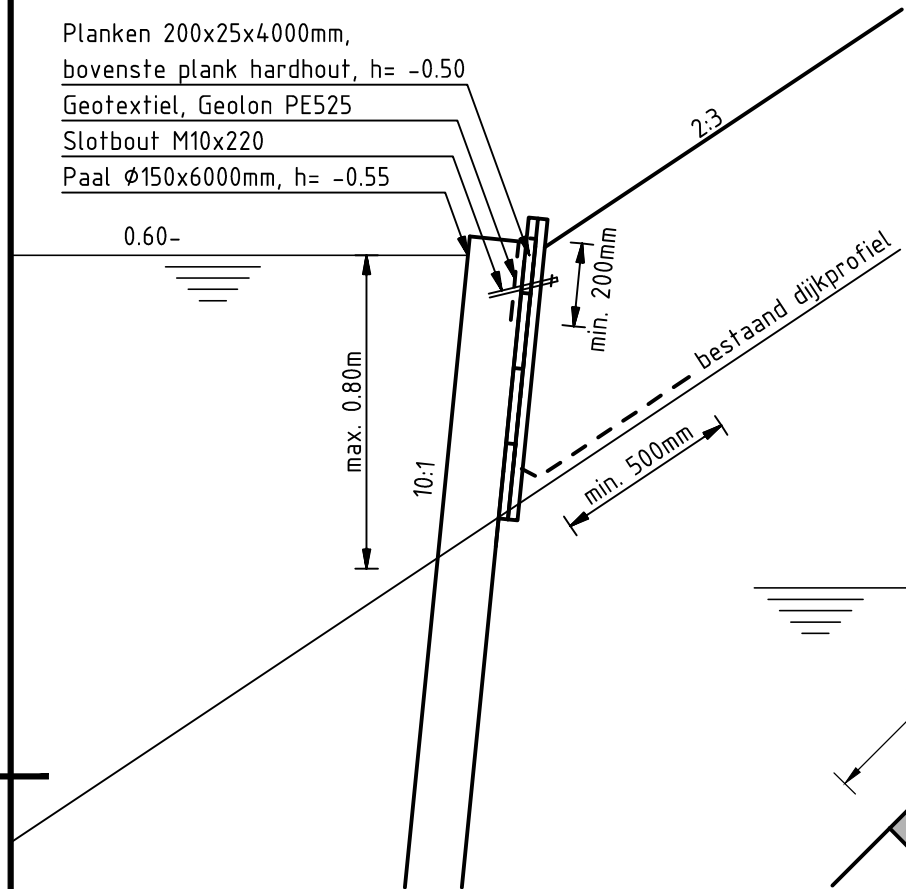 Planken 200x25x4000mm,
bovenste plank hardhout, h= -0.50
Geotextiel, Geolon PE525
Slotbout M10x220
Paal Ø150x6000mm, h= -0.55
0.60-
2:3
min. 200mm
bestaand dijkprofiel
max. 0.80m
10:1
min. 500mm